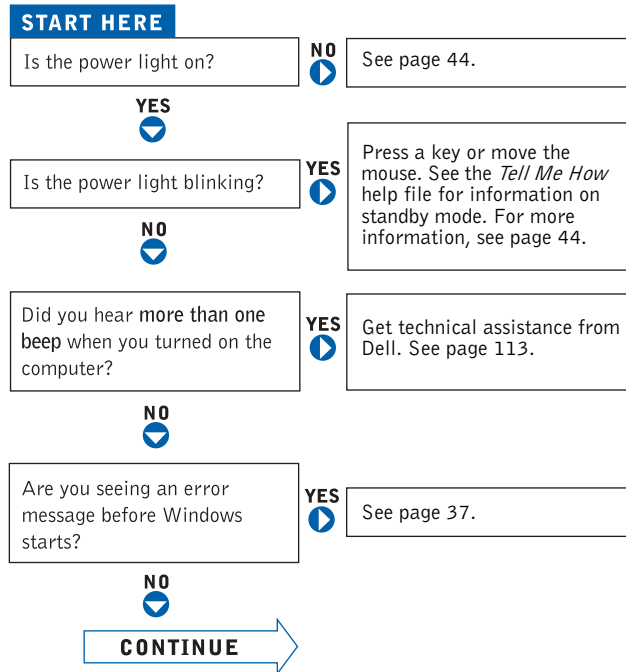 START HERE
Is the power light on?
NO
See page 44.
YES
Is the power light blinking?
YES
Press a key or move the
mouse. See the Tell Me How
help file for information on
standby mode. For more
information, see page 44.
NO
Did you hear more than one
beep when you turned on the
computer?
YES
Get technical assistance from
Dell. See page 113.
NO
Are you seeing an error
message before Windows
starts?
YES
See page 37.
NO
CONTINUE